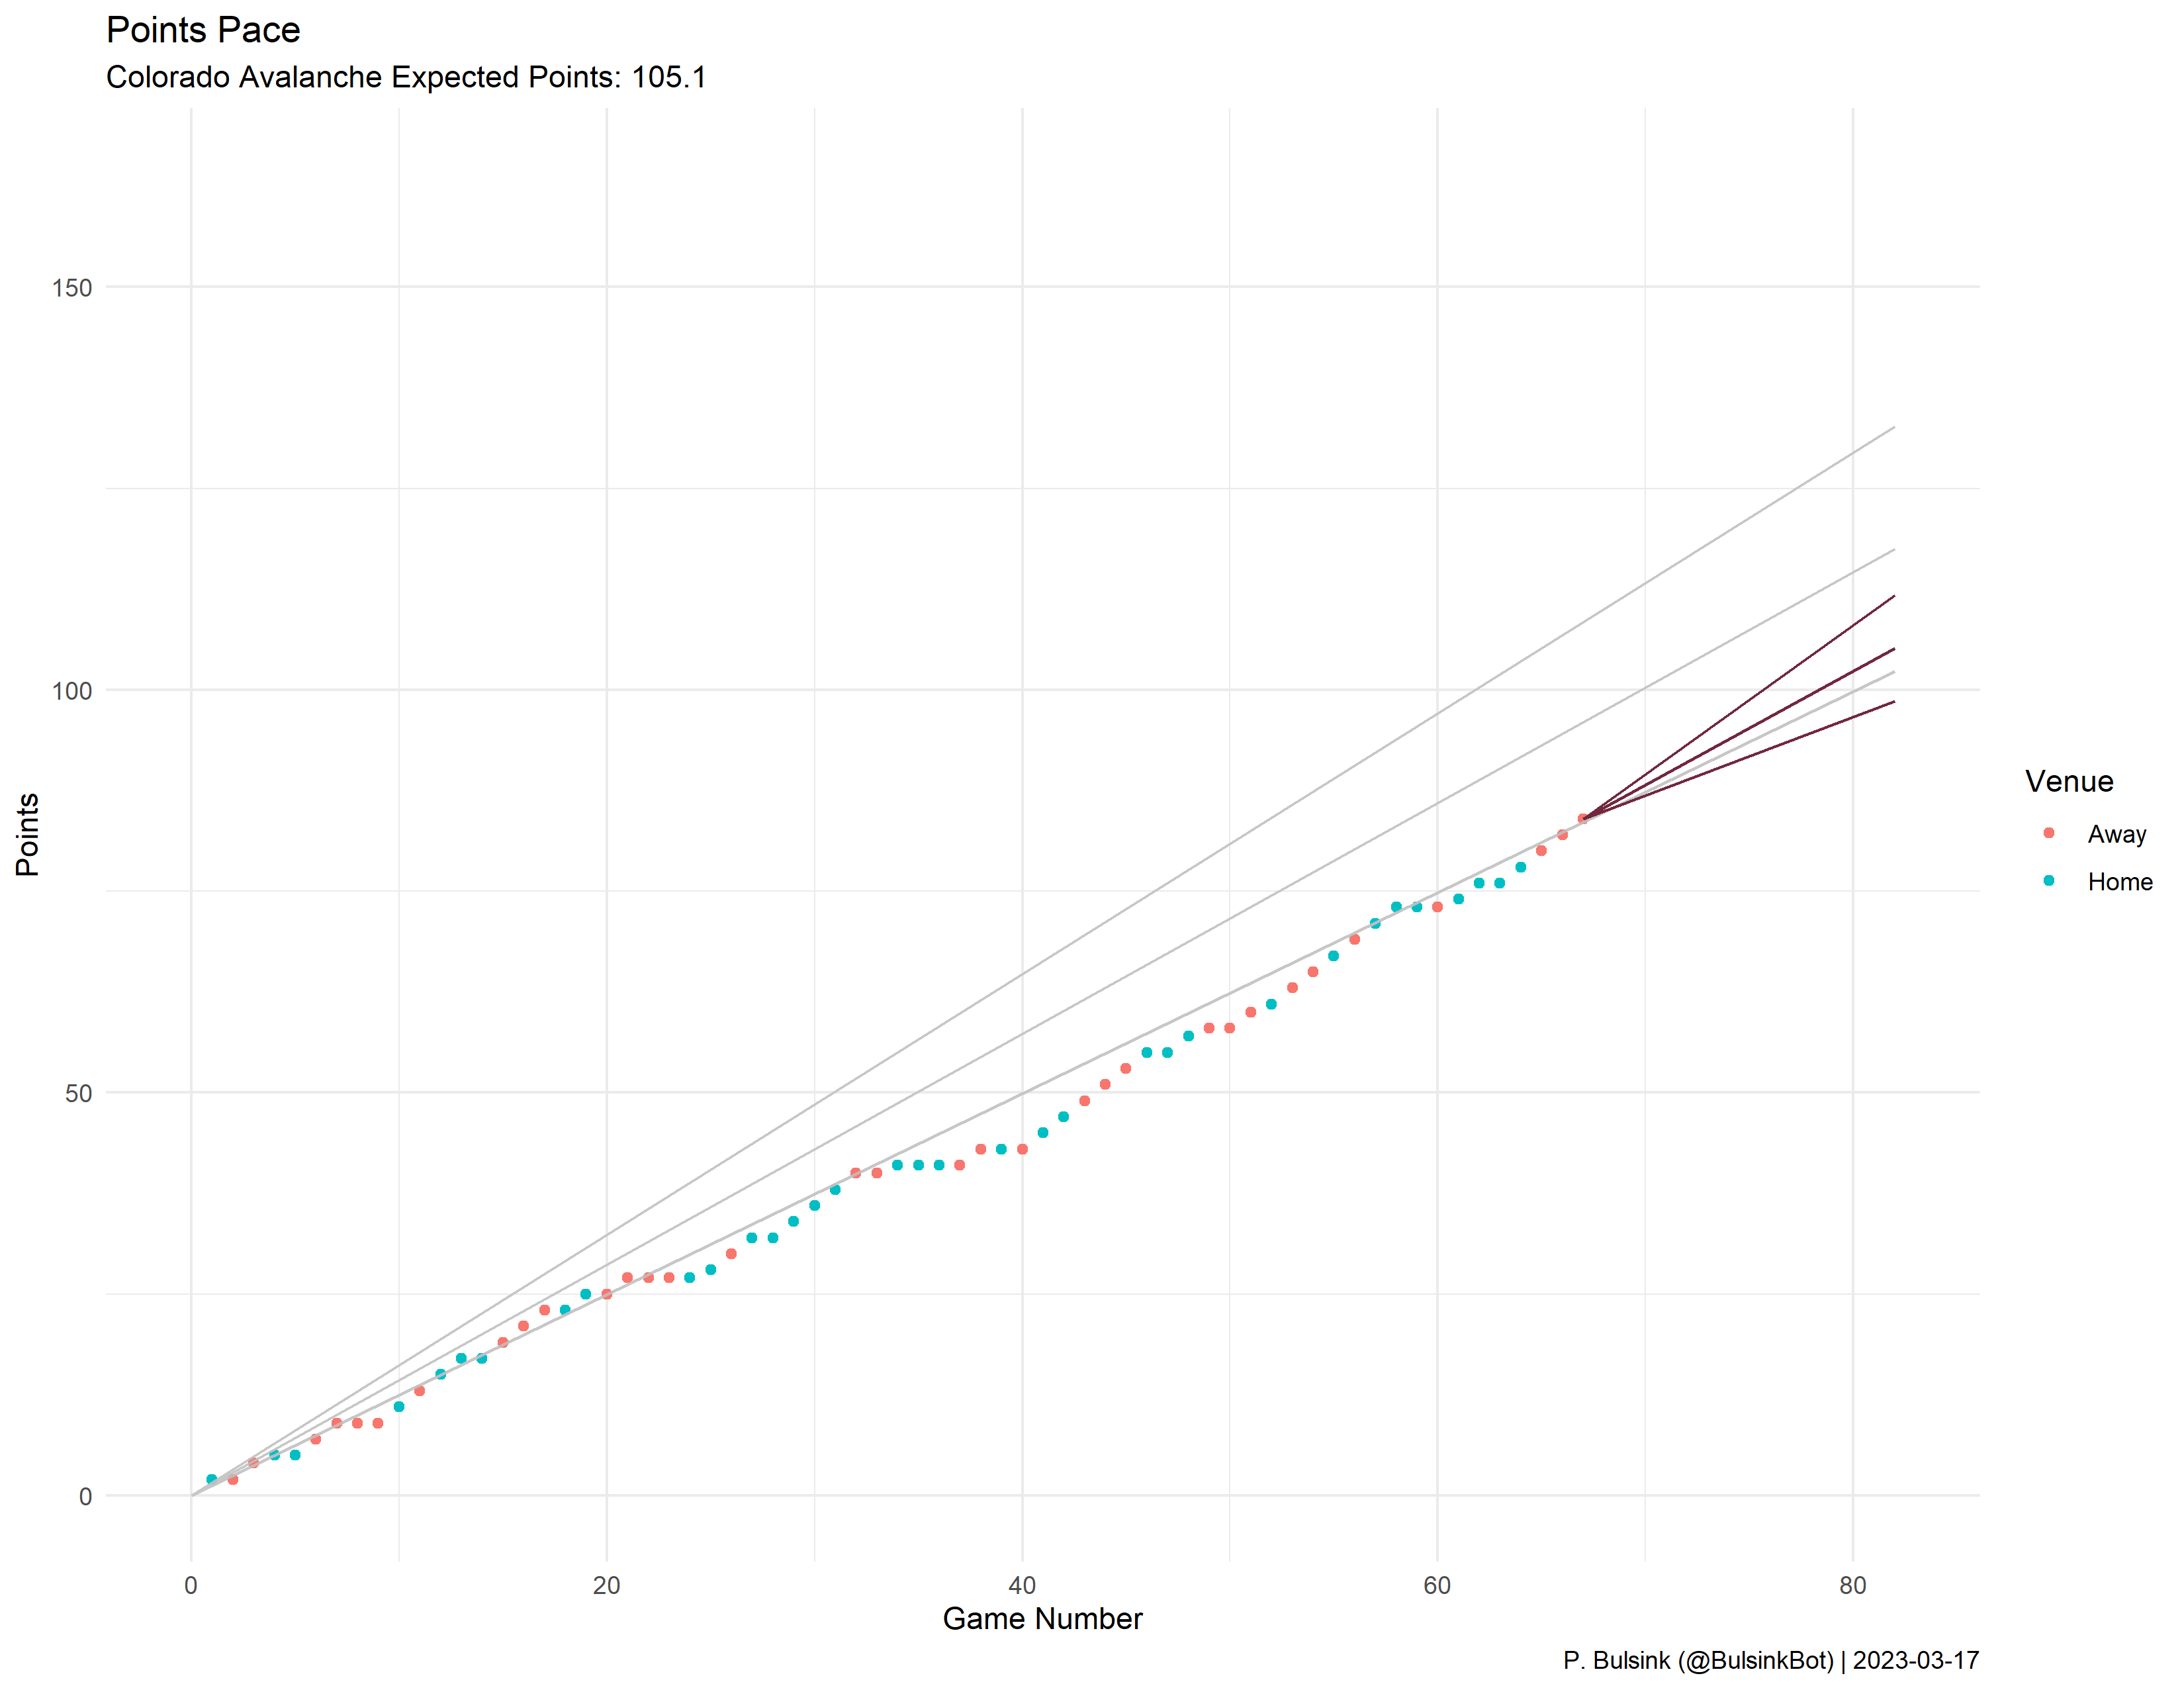 Points Pace
Colorado Avalanche Expected Points: 105.1
150
100
50
0
Points
0 20 40 60 80
Game Number
Venue
Away
Home
P. Bulsink (@BulsinkBot) | 2023-03-17